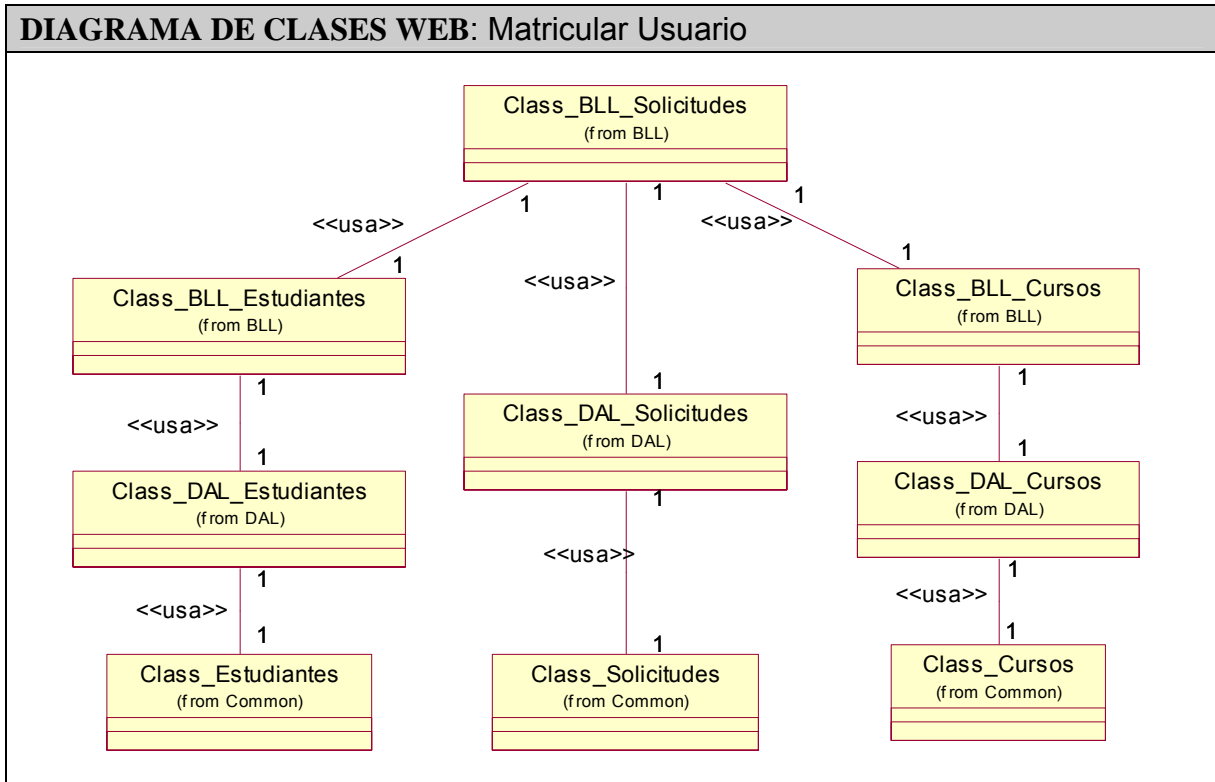 DIAGRAMA DE CLASES WEB: Matricular Usuario
Class_BLL_Solicitudes
(from BLL)
1
1
1
<<usa>>
<<usa>>
<<usa>>
1
1
Class_BLL_Estudiantes
(from BLL)
Class_BLL_Cursos
(from BLL)
1
1
1
<<usa>>
<<usa>>
Class_DAL_Solicitudes
(from DAL)
1
1
Class_DAL_Estudiantes
(from DAL)
Class_DAL_Cursos
(from DAL)
1
1
1
<<usa>>
<<usa>>
<<usa>>
1
1
1
Class_Estudiantes
(from Common)
Class_Solicitudes
(from Common)
Class_Cursos
(from Common)